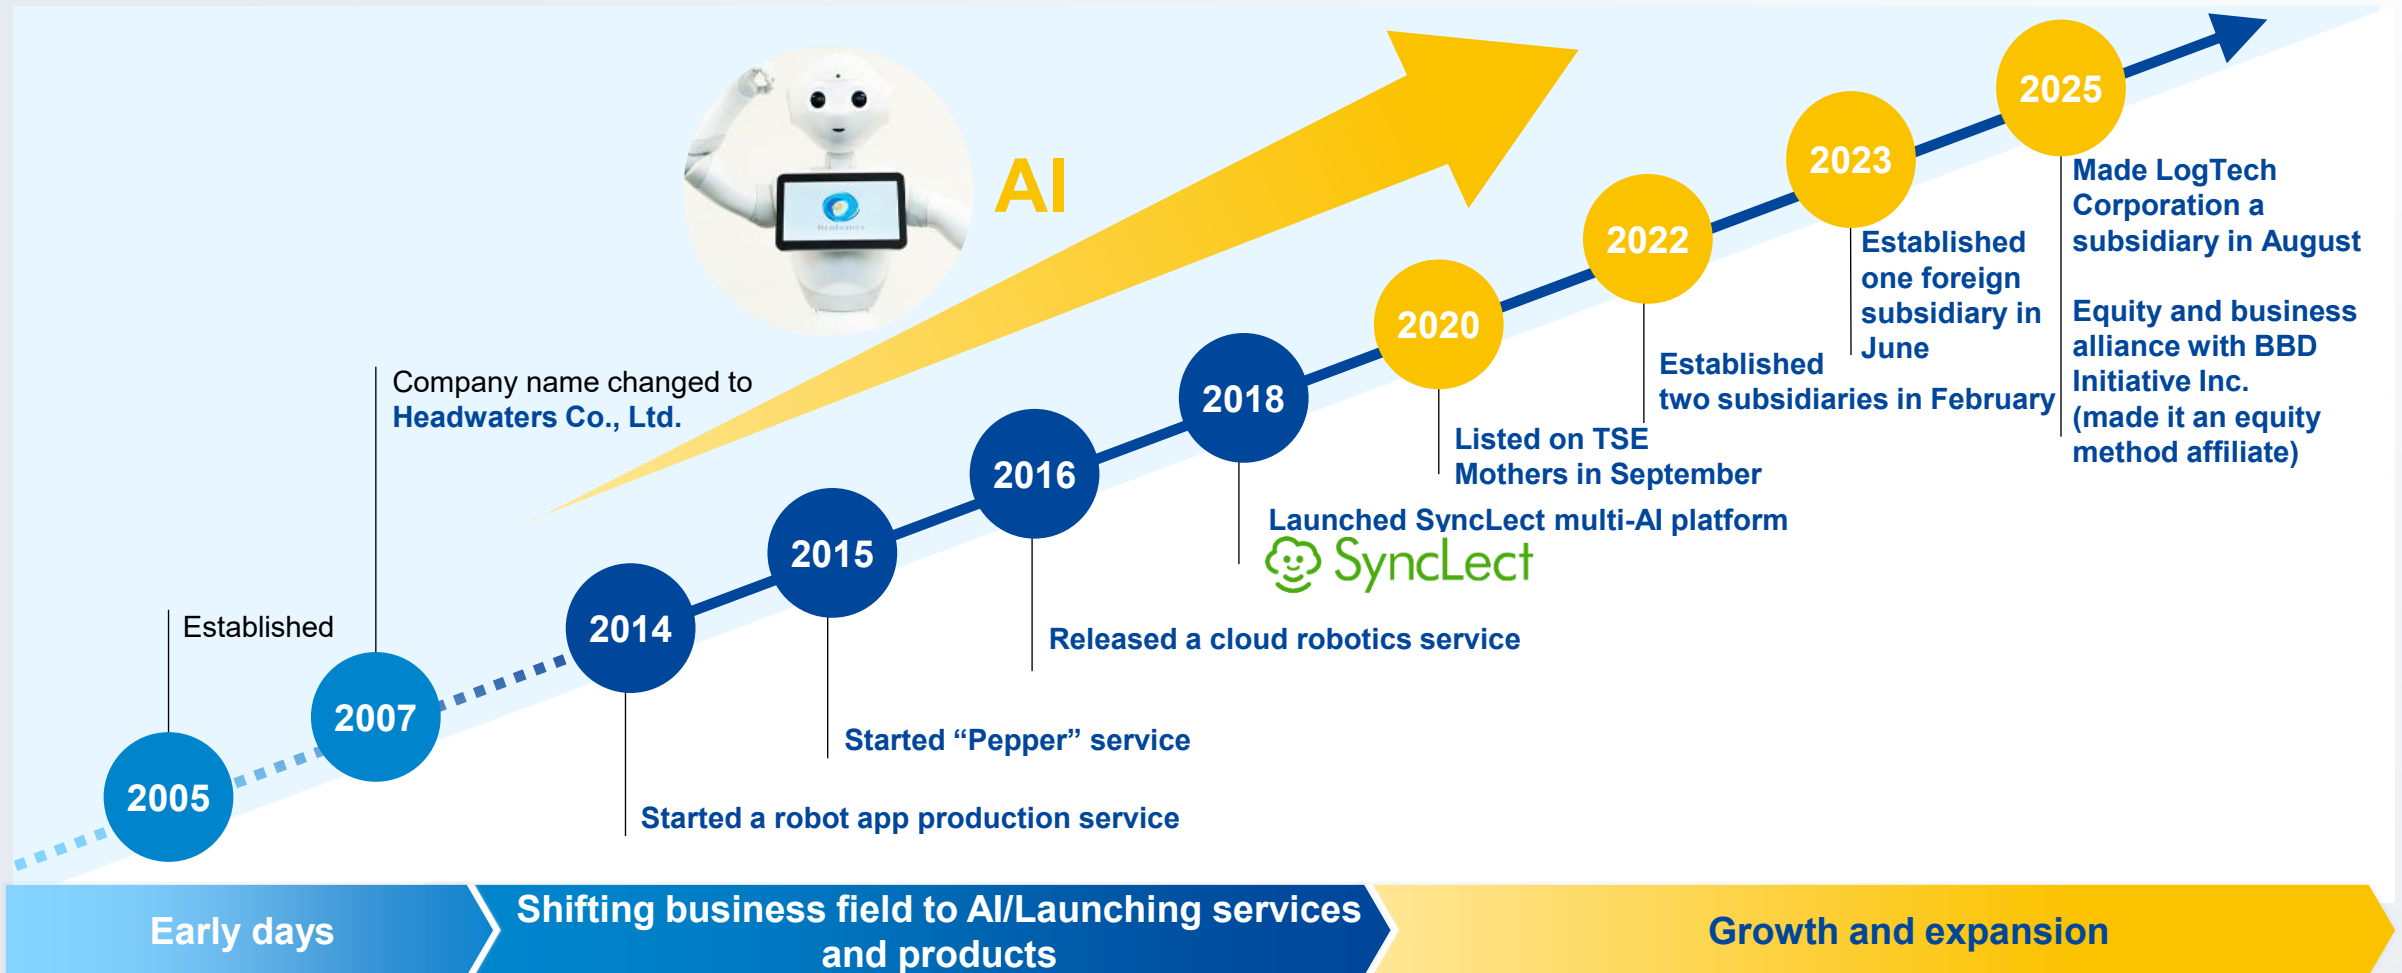 AI
2005
Established
2007
Company name changed to
Headwaters Co., Ltd.
2014
Started a robot app production service
2015
Started “Pepper” service
2016
Released a cloud robotics service
2018
Launched SyncLect multi-AI platform
SyncLect
2020
Listed on TSE
Mothers in September
2022
Established
two subsidiaries in February
2023
Established
one foreign
subsidiary in
June
2025
Made LogTech
Corporation a
subsidiary in August
Equity and business
alliance with BBD
Initiative Inc.
(made it an equity
method affiliate)
Early days
Shifting business field to AI/Launching services
and products
Growth and expansion